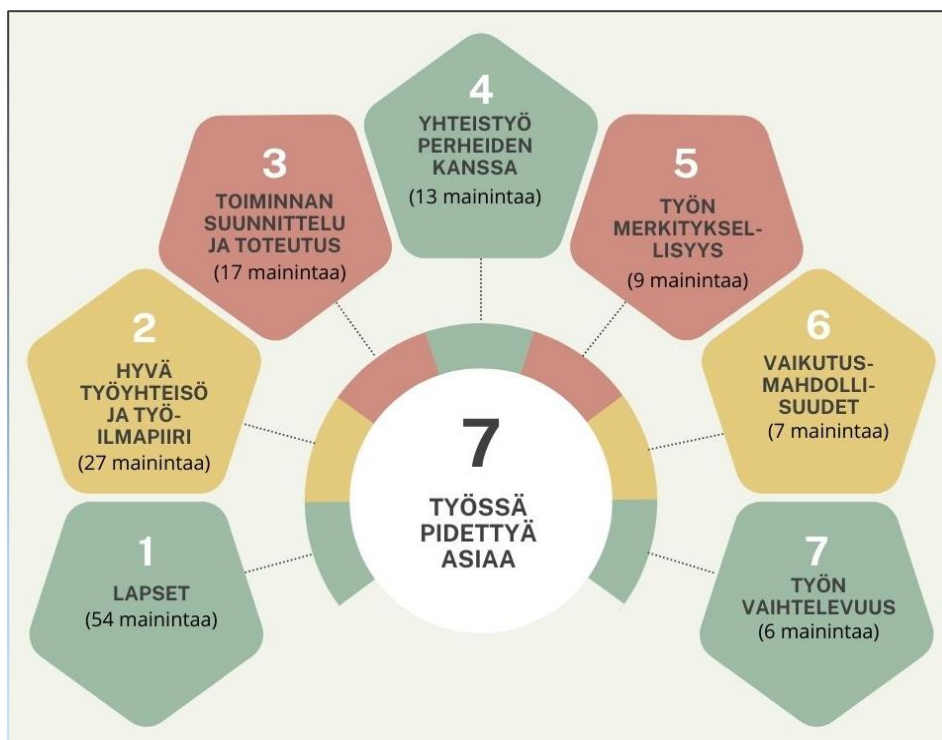 1
LAPSET
(54 mainintaa)
2
HYVÄ
TYÖYHTEISÖ
JA TYÖ-
ILMAPIIRI
(27 mainintaa)
3
TOIMINNAN
SUUNNITTELU
JA TOTEUTUS
(17 mainintaa)
4
YHTEISTYÖ
PERHEIDEN
KANSSA
(13 mainintaa)
5
TYÖN
MERKITYKSEL-
LISYYS
(9 mainintaa)
6
VAIKUTUS-
MAHDOLLI-
SUUDET
(7 mainintaa)
7
TYÖN
VAIHTELEVUUS
(6 mainintaa)
7
TYÖSSÄ
PIDETTYÄ
ASIAA